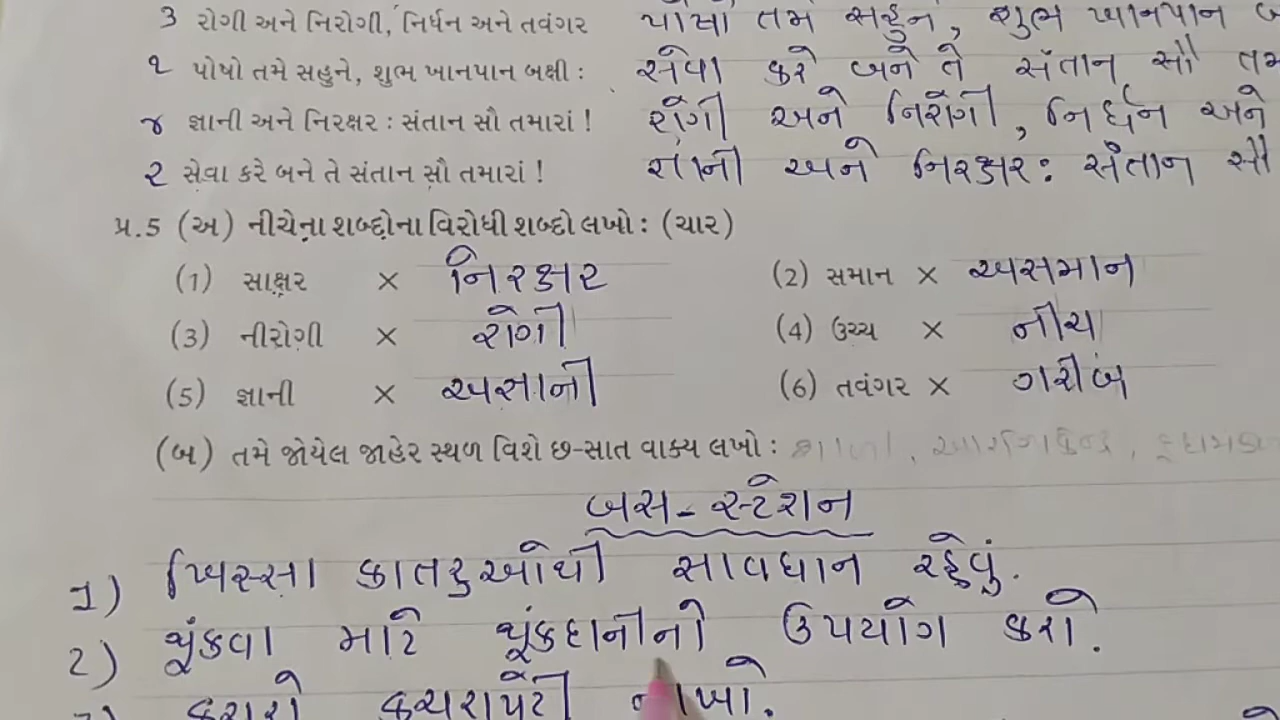 ૩ રોગી અને નિરોગી, નિર્ધન અને તવંગર પોષો તમે સહુને, શુભ ખાનપાન
૧ પોષો તમે સહુને, શુભ ખાનપાન બક્ષી : સેવા કરે બને તે સંતાન સૌ
૪ જ્ઞાની અને નિરક્ષર : સંતાન સૌ તમારાં ! રોગી અને નિરોગી, નિર્ધન અને
૨ સેવા કરે બને તે સંતાન સૌ તમારાં ! જ્ઞાની અને નિરક્ષર : સંતાન સૌ
પ્ર.5 (અ) નીચેના શબ્દોના વિરોધી શબ્દો લખો : (ચાર)
(1) સાક્ષર × નિરક્ષર (2) સમાન × અસમાન
(3) નીરોગી × રોગી (4) ઉચ્ચ × નીચ
(5) જ્ઞાની × અજ્ઞાની (6) તવંગર × ગરીબ
(બ) તમે જોયેલ જાહેર સ્થળ વિશે છ-સાત વાક્ય લખો :
બસ - સ્ટેશન
1) ખિસ્સા કાતરુઓથી સાવધાન રહેવું.
2) થૂંકવા માટે થૂંકદાનીનો ઉપયોગ કરો.
કચરો કચરાપેટી નાખો.